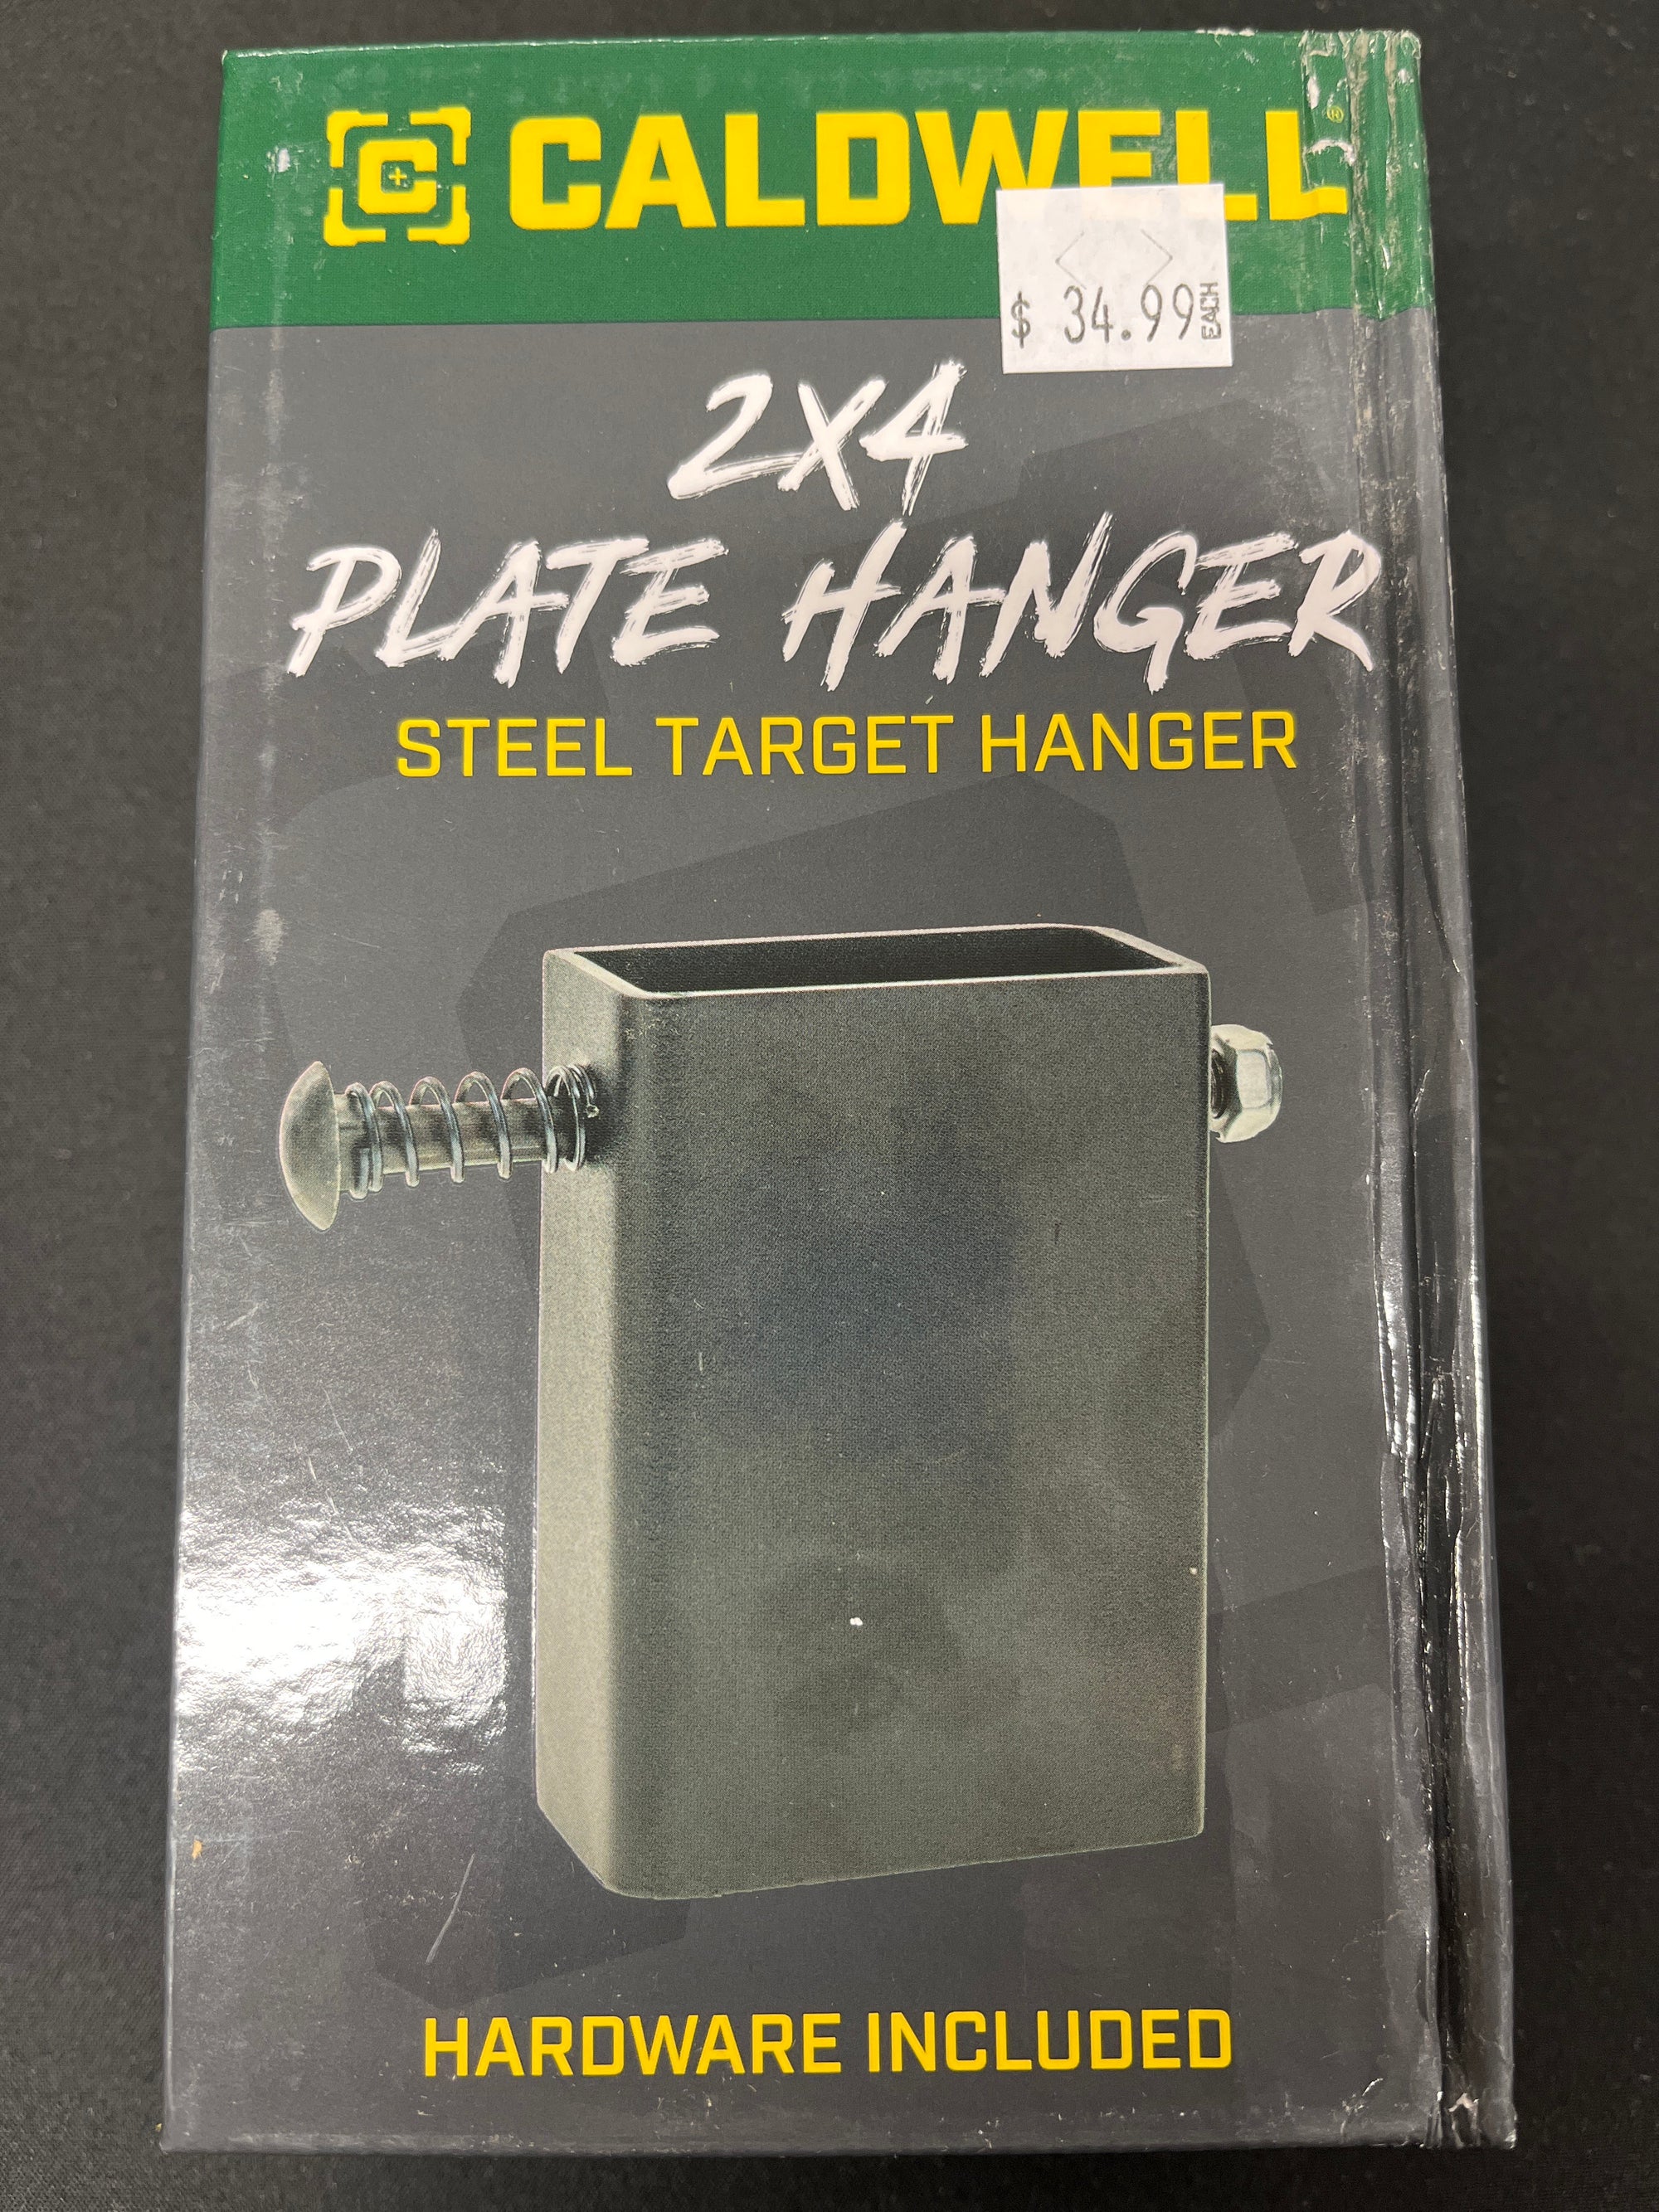 CALDWELL®
$ 34.99 EACH
2X4
PLATE HANGER
STEEL TARGET HANGER
HARDWARE INCLUDED